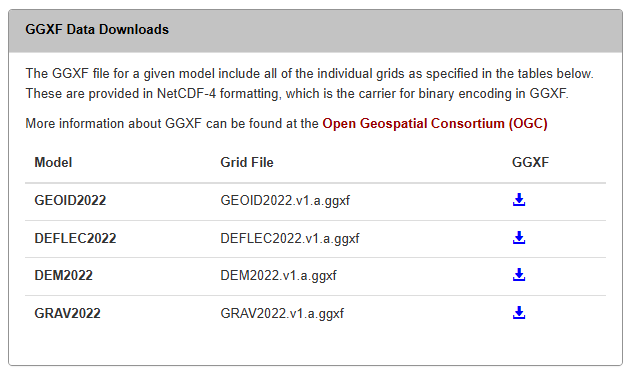 GGXF Data Downloads
The GGXF file for a given model include all of the individual grids as specified in the tables below.
These are provided in NetCDF-4 formatting, which is the carrier for binary encoding in GGXF.
More information about GGXF can be found at the Open Geospatial Consortium (OGC)
Model Grid File GGXF
GEOID2022 GEOID2022.v1.a.ggxf
DEFLEC2022 DEFLEC2022.v1.a.ggxf
DEM2022 DEM2022.v1.a.ggxf
GRAV2022 GRAV2022.v1.a.ggxf